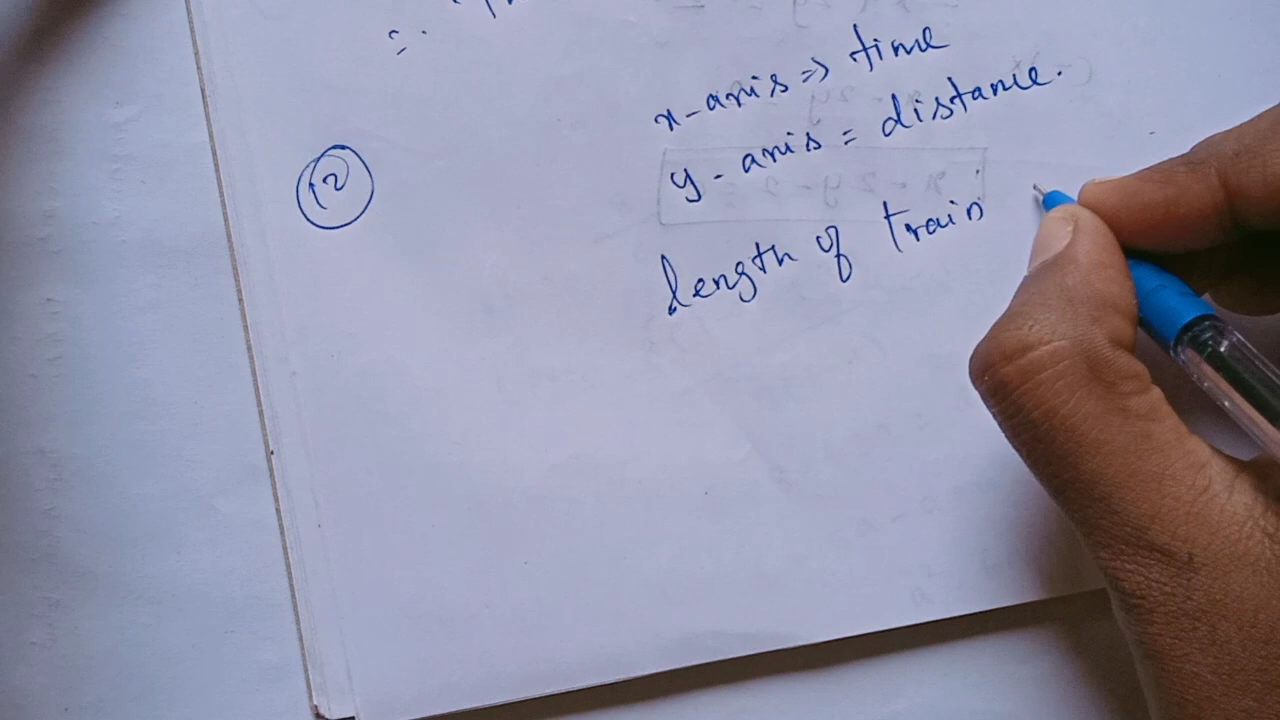 ∴
x-axis => time
y-axis = distance.
(12)
length of train